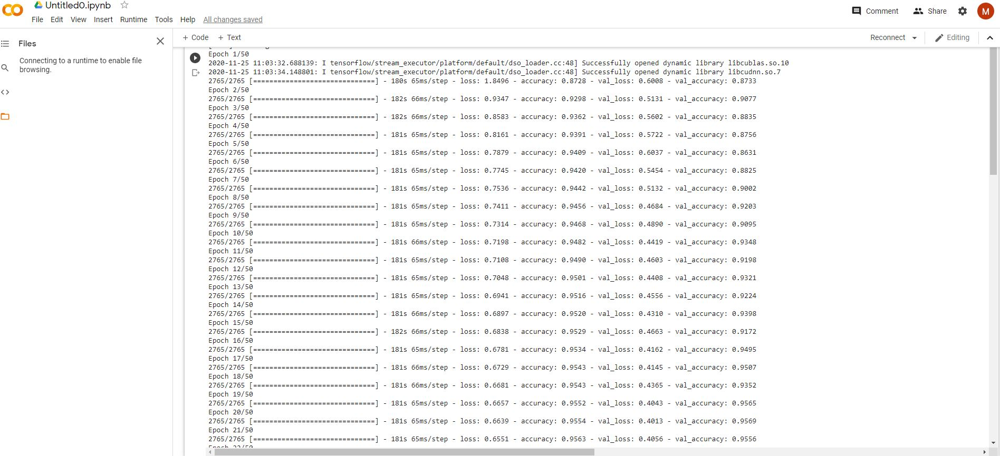 CO
Untitled0.ipynb
File Edit View Insert Runtime Tools Help All changes saved
Comment Share M
Files
Connecting to a runtime to enable file
browsing.
+ Code + Text
Reconnect Editing
Epoch 1/50
2020-11-25 11:03:32.688139: I tensorflow/stream_executor/platform/default/dso_loader.cc:48] Successfully opened dynamic library libcublas.so.10
2020-11-25 11:03:34.148801: I tensorflow/stream_executor/platform/default/dso_loader.cc:48] Successfully opened dynamic library libcudnn.so.7
2765/2765 [==============================] - 180s 65ms/step - loss: 1.8496 - accuracy: 0.8728 - val_loss: 0.6008 - val_accuracy: 0.8733
Epoch 2/50
2765/2765 [==============================] - 182s 66ms/step - loss: 0.9347 - accuracy: 0.9298 - val_loss: 0.5131 - val_accuracy: 0.9077
Epoch 3/50
2765/2765 [==============================] - 182s 66ms/step - loss: 0.8583 - accuracy: 0.9362 - val_loss: 0.5602 - val_accuracy: 0.8835
Epoch 4/50
2765/2765 [==============================] - 181s 65ms/step - loss: 0.8161 - accuracy: 0.9391 - val_loss: 0.5722 - val_accuracy: 0.8756
Epoch 5/50
2765/2765 [==============================] - 181s 65ms/step - loss: 0.7879 - accuracy: 0.9409 - val_loss: 0.6037 - val_accuracy: 0.8631
Epoch 6/50
2765/2765 [==============================] - 181s 65ms/step - loss: 0.7745 - accuracy: 0.9420 - val_loss: 0.5454 - val_accuracy: 0.8825
Epoch 7/50
2765/2765 [==============================] - 181s 65ms/step - loss: 0.7536 - accuracy: 0.9442 - val_loss: 0.5132 - val_accuracy: 0.9002
Epoch 8/50
2765/2765 [==============================] - 181s 65ms/step - loss: 0.7411 - accuracy: 0.9456 - val_loss: 0.4684 - val_accuracy: 0.9203
Epoch 9/50
2765/2765 [==============================] - 181s 65ms/step - loss: 0.7314 - accuracy: 0.9468 - val_loss: 0.4890 - val_accuracy: 0.9095
Epoch 10/50
2765/2765 [==============================] - 181s 66ms/step - loss: 0.7198 - accuracy: 0.9482 - val_loss: 0.4419 - val_accuracy: 0.9348
Epoch 11/50
2765/2765 [==============================] - 181s 65ms/step - loss: 0.7108 - accuracy: 0.9490 - val_loss: 0.4603 - val_accuracy: 0.9198
Epoch 12/50
2765/2765 [==============================] - 181s 65ms/step - loss: 0.7048 - accuracy: 0.9501 - val_loss: 0.4408 - val_accuracy: 0.9321
Epoch 13/50
2765/2765 [==============================] - 181s 65ms/step - loss: 0.6941 - accuracy: 0.9516 - val_loss: 0.4556 - val_accuracy: 0.9224
Epoch 14/50
2765/2765 [==============================] - 181s 66ms/step - loss: 0.6897 - accuracy: 0.9520 - val_loss: 0.4310 - val_accuracy: 0.9398
Epoch 15/50
2765/2765 [==============================] - 182s 66ms/step - loss: 0.6838 - accuracy: 0.9529 - val_loss: 0.4663 - val_accuracy: 0.9172
Epoch 16/50
2765/2765 [==============================] - 181s 65ms/step - loss: 0.6781 - accuracy: 0.9534 - val_loss: 0.4162 - val_accuracy: 0.9495
Epoch 17/50
2765/2765 [==============================] - 181s 66ms/step - loss: 0.6729 - accuracy: 0.9543 - val_loss: 0.4145 - val_accuracy: 0.9507
Epoch 18/50
2765/2765 [==============================] - 181s 66ms/step - loss: 0.6681 - accuracy: 0.9543 - val_loss: 0.4365 - val_accuracy: 0.9352
Epoch 19/50
2765/2765 [==============================] - 181s 65ms/step - loss: 0.6657 - accuracy: 0.9552 - val_loss: 0.4043 - val_accuracy: 0.9565
Epoch 20/50
2765/2765 [==============================] - 181s 65ms/step - loss: 0.6639 - accuracy: 0.9554 - val_loss: 0.4013 - val_accuracy: 0.9569
Epoch 21/50
2765/2765 [==============================] - 181s 65ms/step - loss: 0.6551 - accuracy: 0.9563 - val_loss: 0.4056 - val_accuracy: 0.9556
Epoch 22/50